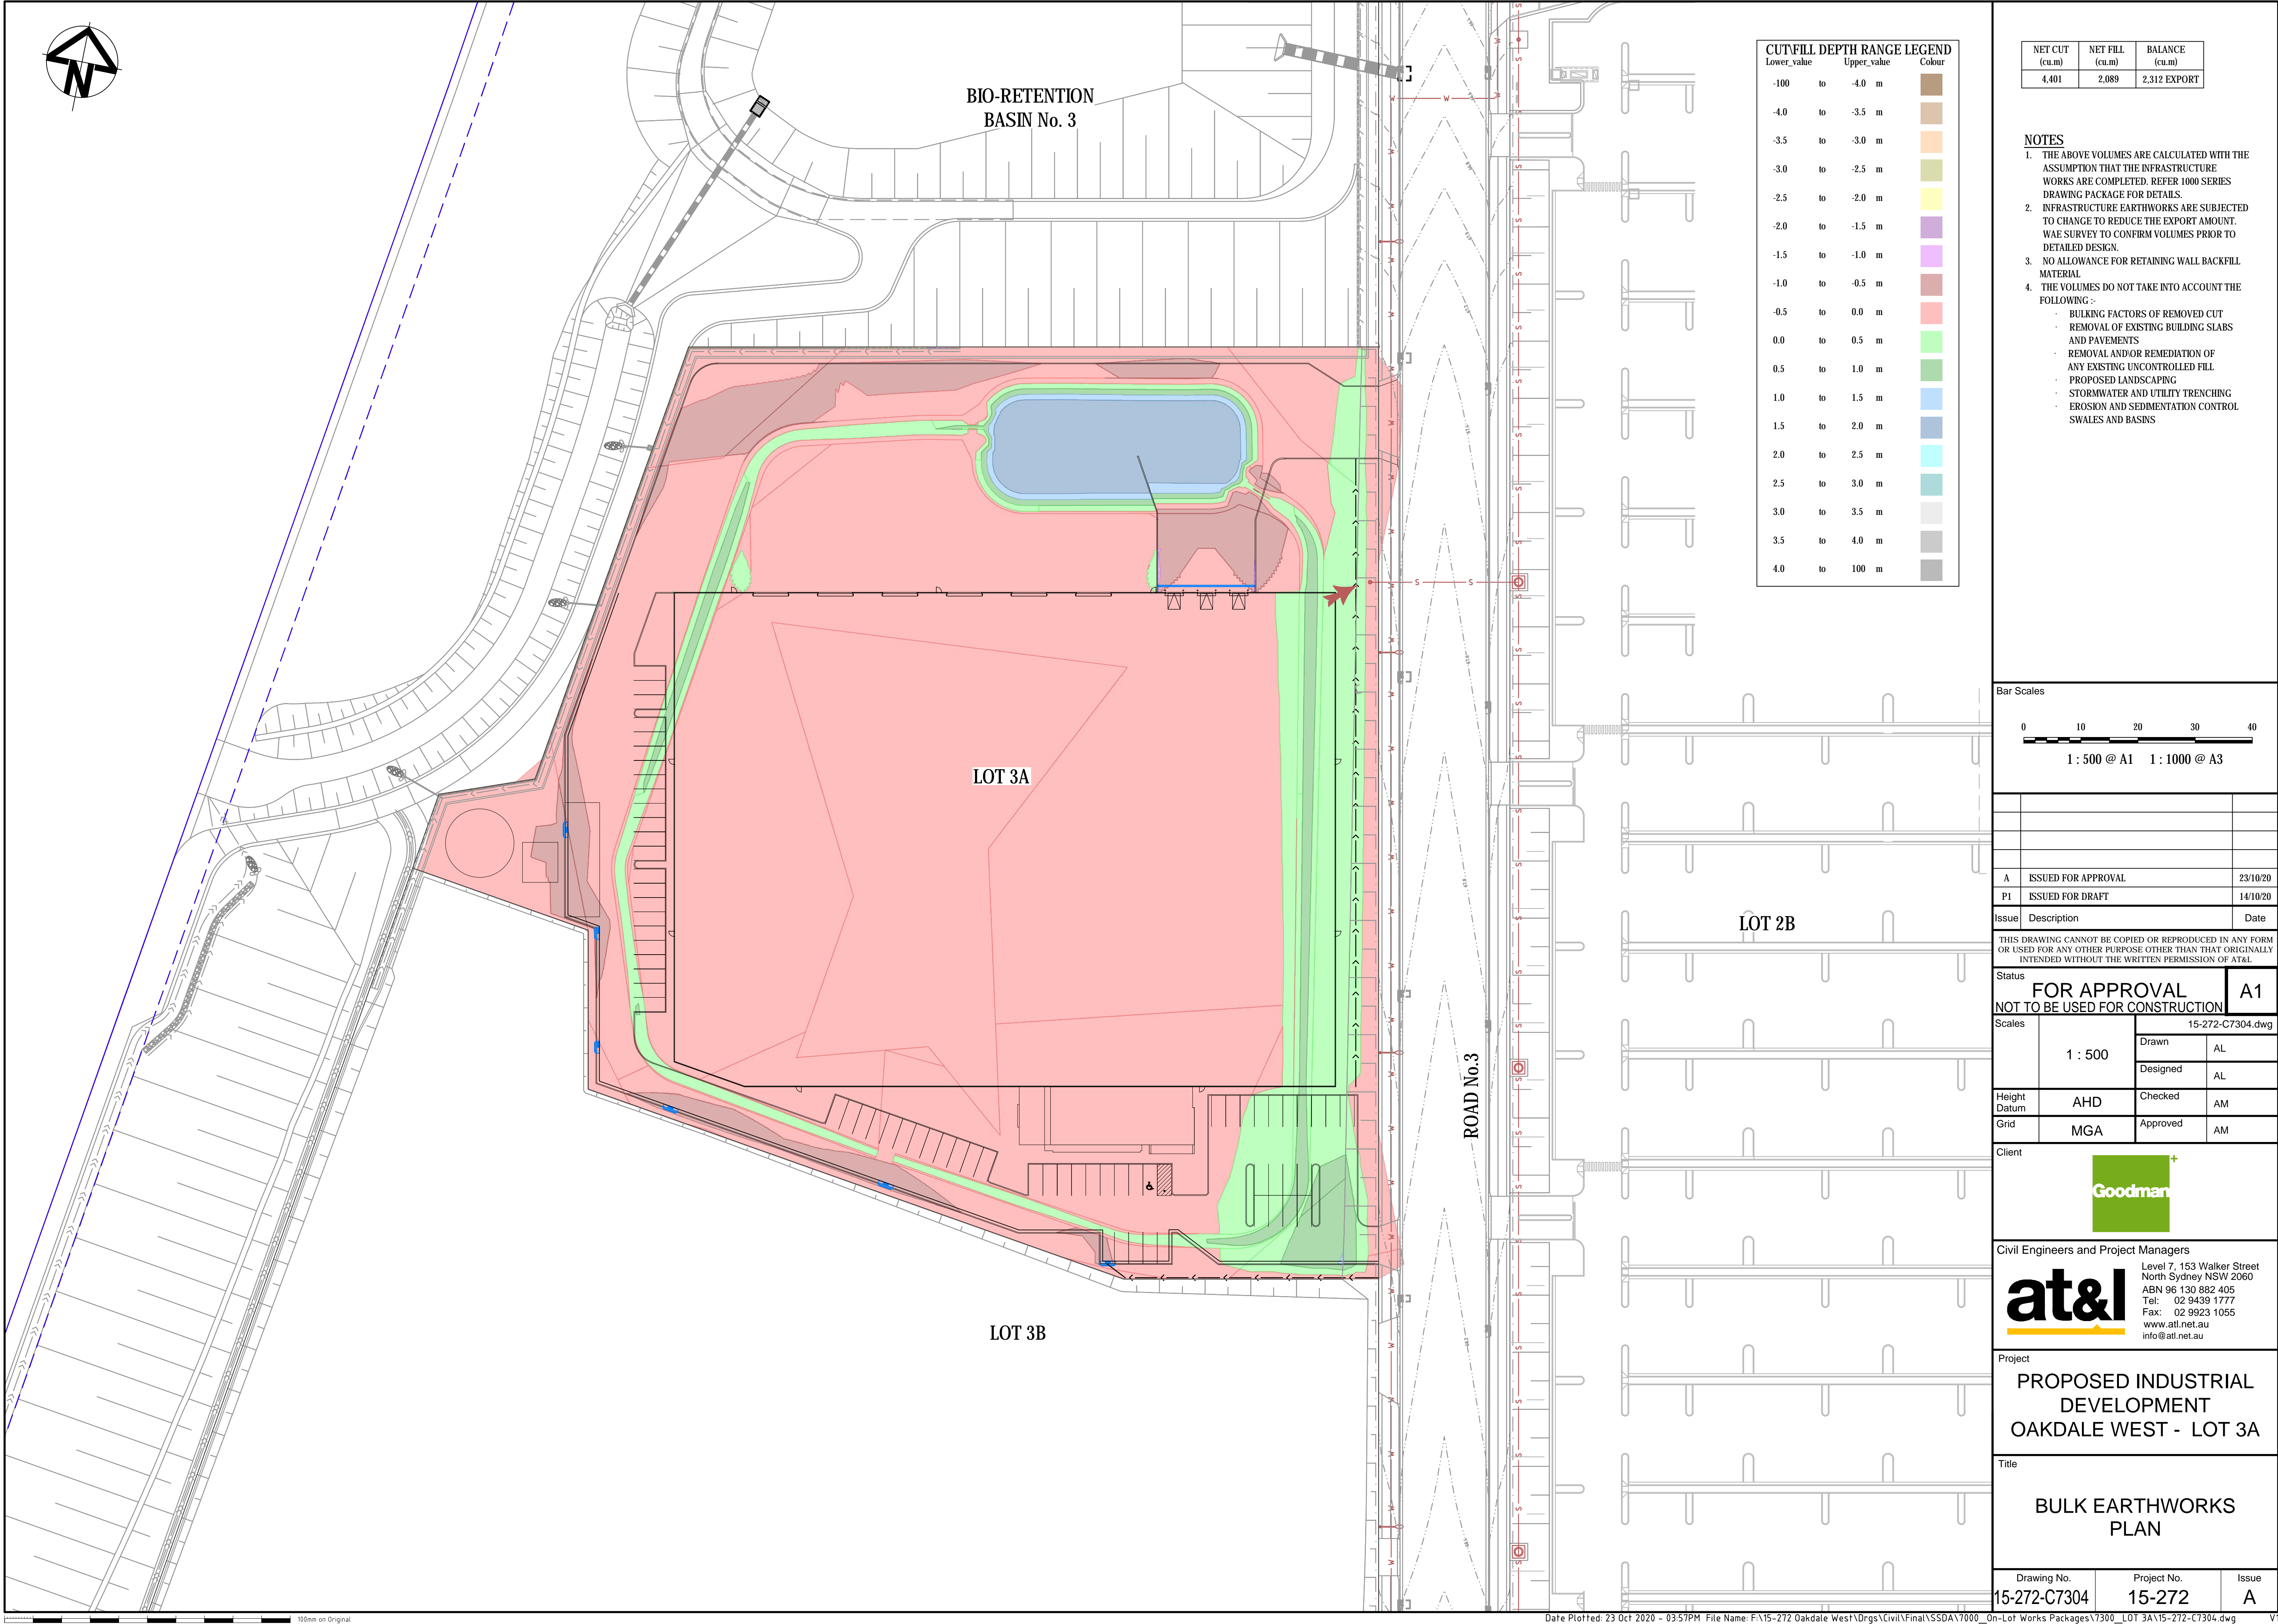 N
BIO-RETENTION
BASIN No. 3
LOT 3A
LOT 3B
LOT 2B
ROAD No.3
CUT\FILL DEPTH RANGE LEGEND
Lower_value Upper_value Colour
-100 to -4.0 m
-4.0 to -3.5 m
-3.5 to -3.0 m
-3.0 to -2.5 m
-2.5 to -2.0 m
-2.0 to -1.5 m
-1.5 to -1.0 m
-1.0 to -0.5 m
-0.5 to 0.0 m
0.0 to 0.5 m
0.5 to 1.0 m
1.0 to 1.5 m
1.5 to 2.0 m
2.0 to 2.5 m
2.5 to 3.0 m
3.0 to 3.5 m
3.5 to 4.0 m
4.0 to 100 m
NET CUT NET FILL BALANCE
(cu.m) (cu.m) (cu.m)
4,401 2,089 2,312 EXPORT
NOTES
1. THE ABOVE VOLUMES ARE CALCULATED WITH THE
ASSUMPTION THAT THE INFRASTRUCTURE
WORKS ARE COMPLETED. REFER 1000 SERIES
DRAWING PACKAGE FOR DETAILS.
2. INFRASTRUCTURE EARTHWORKS ARE SUBJECTED
TO CHANGE TO REDUCE THE EXPORT AMOUNT.
WAE SURVEY TO CONFIRM VOLUMES PRIOR TO
DETAILED DESIGN.
3. NO ALLOWANCE FOR RETAINING WALL BACKFILL
MATERIAL
4. THE VOLUMES DO NOT TAKE INTO ACCOUNT THE
FOLLOWING :-
· BULKING FACTORS OF REMOVED CUT
· REMOVAL OF EXISTING BUILDING SLABS
AND PAVEMENTS
· REMOVAL AND\OR REMEDIATION OF
ANY EXISTING UNCONTROLLED FILL
· PROPOSED LANDSCAPING
· STORMWATER AND UTILITY TRENCHING
· EROSION AND SEDIMENTATION CONTROL
SWALES AND BASINS
Bar Scales
0 10 20 30 40
1 : 500 @ A1 1 : 1000 @ A3
A ISSUED FOR APPROVAL 23/10/20
P1 ISSUED FOR DRAFT 14/10/20
Issue Description Date
THIS DRAWING CANNOT BE COPIED OR REPRODUCED IN ANY FORM
OR USED FOR ANY OTHER PURPOSE OTHER THAN THAT ORIGINALLY
INTENDED WITHOUT THE WRITTEN PERMISSION OF AT&L
Status
FOR APPROVAL A1
NOT TO BE USED FOR CONSTRUCTION
Scales 15-272-C7304.dwg
1 : 500
Drawn AL
Designed AL
Height Datum AHD Checked AM
Grid MGA Approved AM
Client
Goodman
Civil Engineers and Project Managers
at&l
Level 7, 153 Walker Street
North Sydney NSW 2060
ABN 96 130 882 405
Tel: 02 9439 1777
Fax: 02 9923 1055
www.atl.net.au
info@atl.net.au
Project
PROPOSED INDUSTRIAL
DEVELOPMENT
OAKDALE WEST - LOT 3A
Title
BULK EARTHWORKS
PLAN
Drawing No. Project No. Issue
15-272-C7304 15-272 A
100mm on Original
Date Plotted: 23 Oct 2020 - 03:57PM File Name: F:\15-272 Oakdale West\Drgs\Civil\Final\SSDA\7000__On-Lot Works Packages\7300__LOT 3A\15-272-C7304.dwg